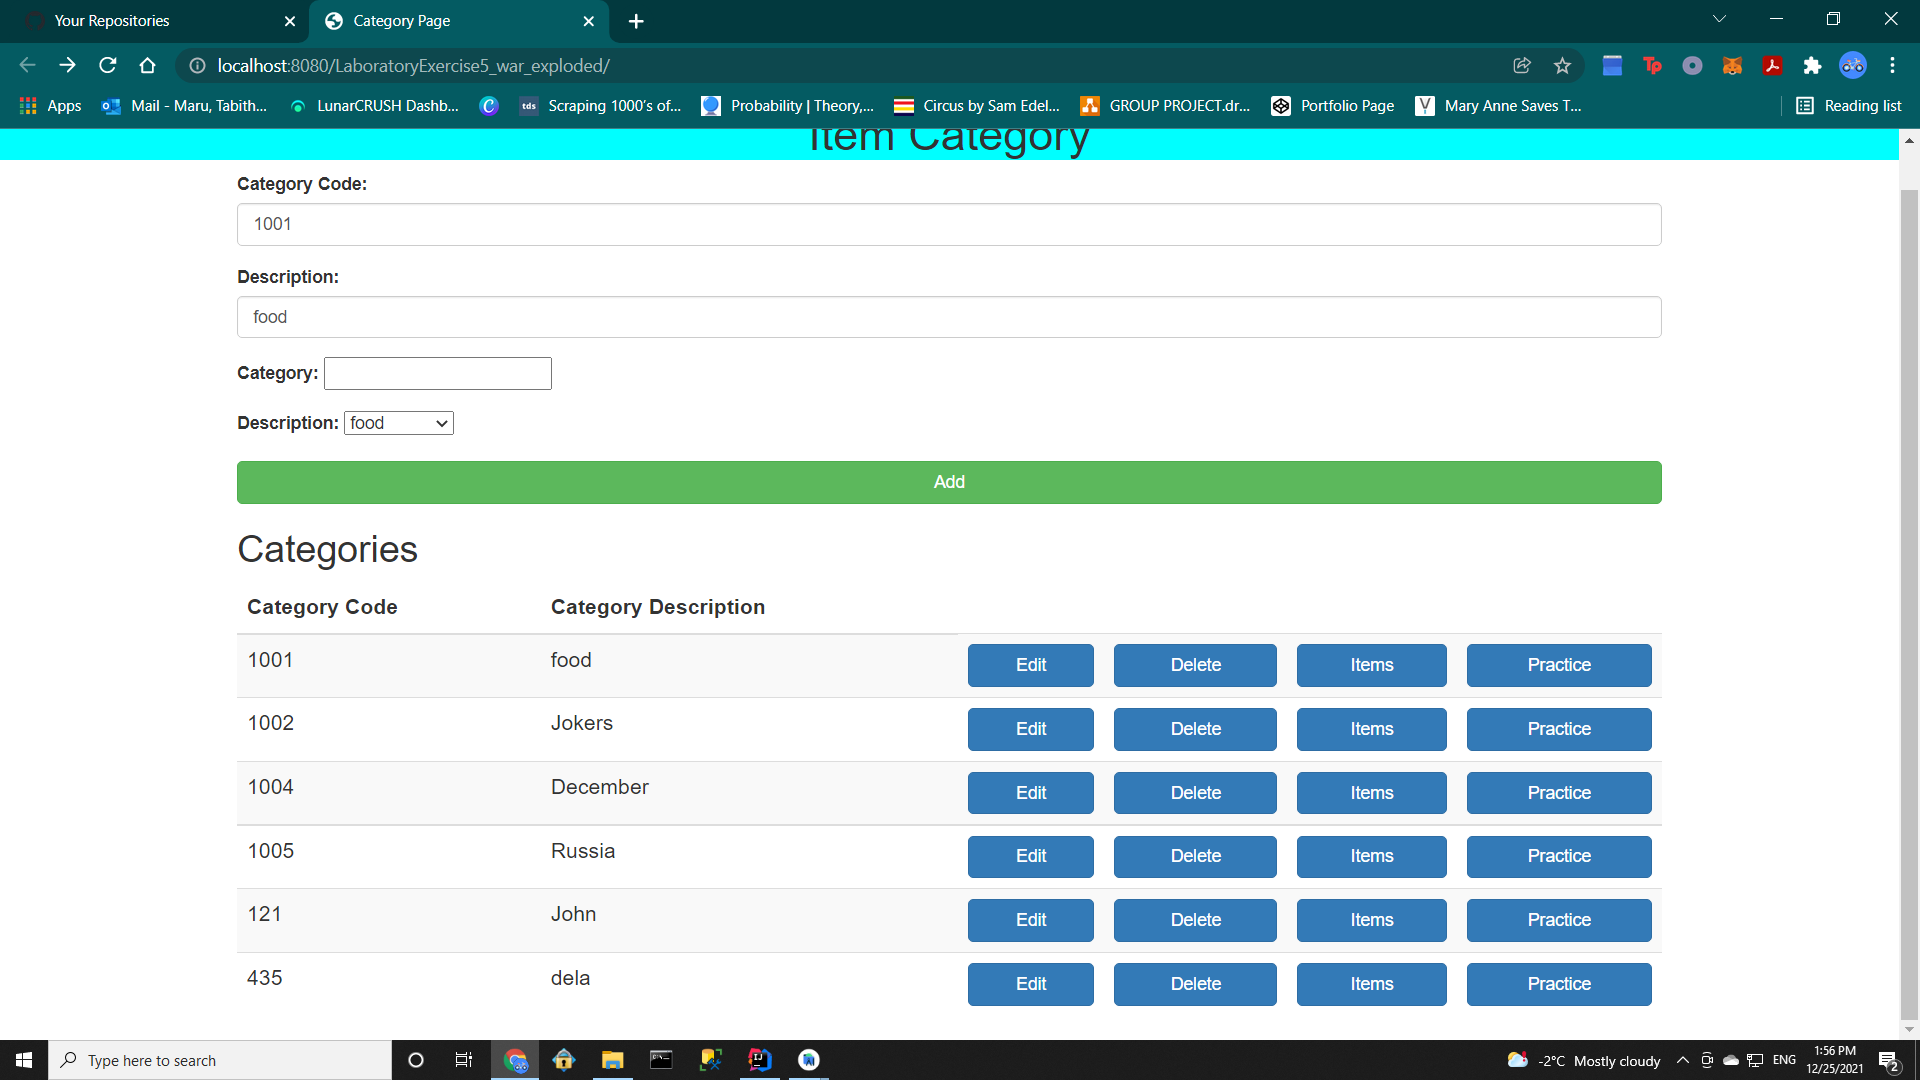 Your Repositories
Category Page
localhost:8080/LaboratoryExercise5_war_exploded/
Apps Mail - Maru, Tabith... LunarCRUSH Dashb... C tds Scraping 1000's of... Probability | Theory,... Circus by Sam Edel... GROUP PROJECT.dr... Portfolio Page V Mary Anne Saves T... Reading list
Item Category
Category Code:
1001
Description:
food
Category:
Description: food
Add
Categories
Category Code Category Description
1001 food Edit Delete Items Practice
1002 Jokers Edit Delete Items Practice
1004 December Edit Delete Items Practice
1005 Russia Edit Delete Items Practice
121 John Edit Delete Items Practice
435 dela Edit Delete Items Practice
Type here to search
-2°C Mostly cloudy
ENG
1:56 PM
12/25/2021
2